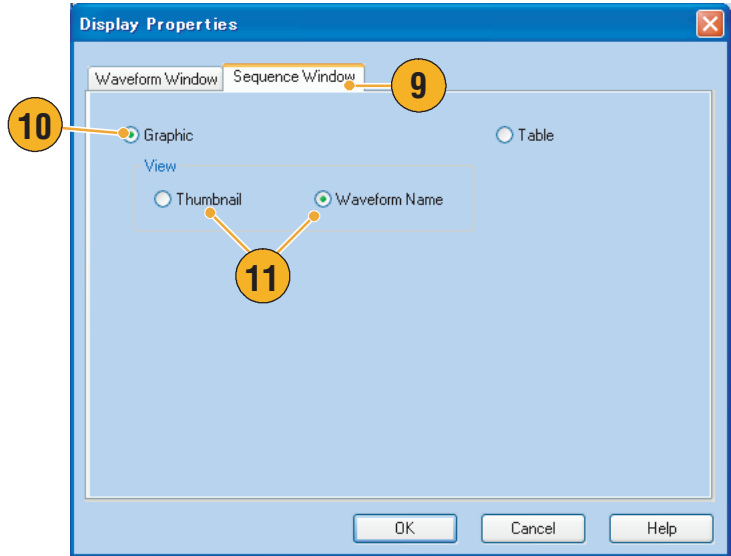 Display Properties
Waveform Window Sequence Window 9
10 Graphic Table
View
Thumbnail Waveform Name
11
OK Cancel Help